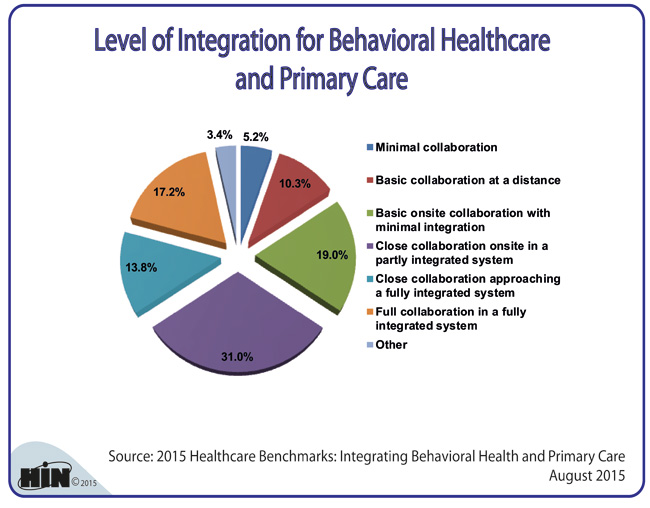 Level of Integration for Behavioral Healthcare
and Primary Care
3.4%
5.2%
10.3%
19.0%
31.0%
13.8%
17.2%
Minimal collaboration
Basic collaboration at a distance
Basic onsite collaboration with
minimal integration
Close collaboration onsite in a
partly integrated system
Close collaboration approaching
a fully integrated system
Full collaboration in a fully
integrated system
Other
Source: 2015 Healthcare Benchmarks: Integrating Behavioral Health and Primary Care
August 2015
HIN © 2015